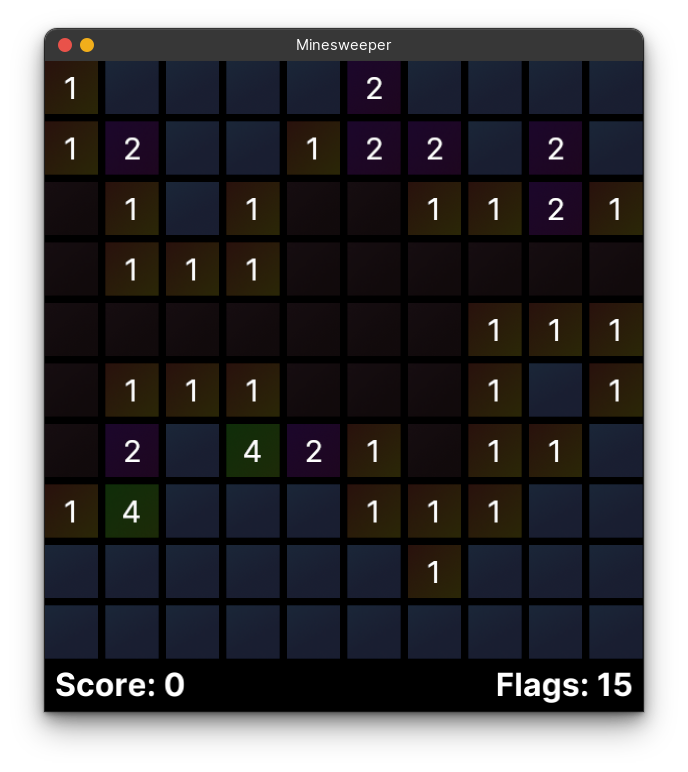 Minesweeper
1 2
1 2 1 2 2 2
1 1 1 1 2 1
1 1 1
1 1 1
1 1 1 1 1
2 4 2 1 1 1
1 4 1 1 1
1
Score: 0 Flags: 15